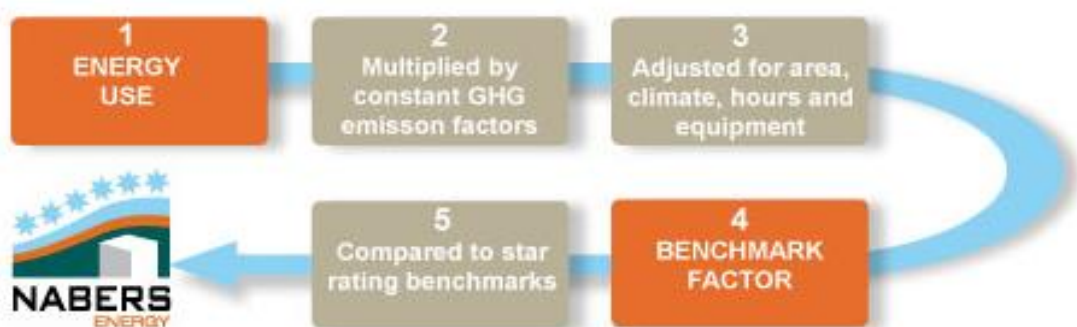 1
ENERGY
USE
2
Multiplied by
constant GHG
emisson factors
3
Adjusted for area,
climate, hours and
equipment
4
BENCHMARK
FACTOR
5
Compared to star
rating benchmarks
NABERS
ENERGY